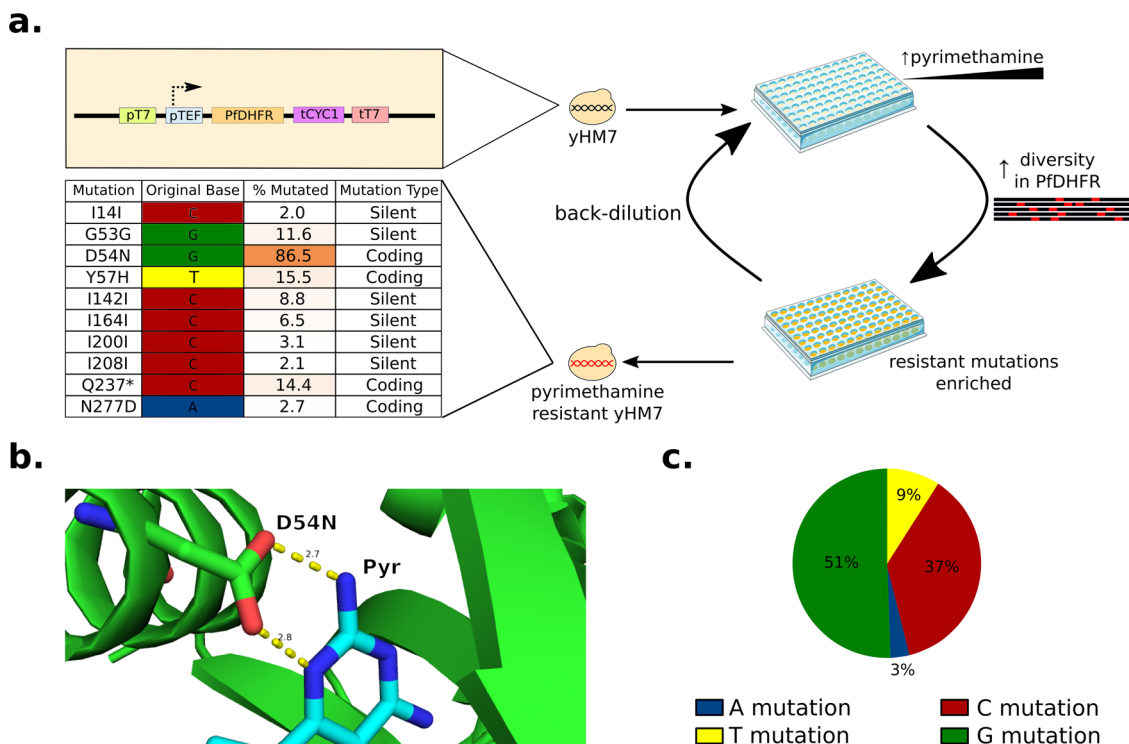 a.
pT7 pTEF PfDHFR tCYC1 tT7
yHM7
↑pyrimethamine
↑ diversity
in PfDHFR
back-dilution
resistant mutations
enriched
pyrimethamine
resistant yHM7
Mutation Original Base % Mutated Mutation Type
I14I C 2.0 Silent
G53G G 11.6 Silent
D54N G 86.5 Coding
Y57H T 15.5 Coding
I142I C 8.8 Silent
I164I C 6.5 Silent
I200I C 3.1 Silent
I208I C 2.1 Silent
Q237* C 14.4 Coding
N277D A 2.7 Coding
b.
D54N
2.7
Pyr
2.8
c.
9%
51%
37%
3%
A mutation
C mutation
T mutation
G mutation